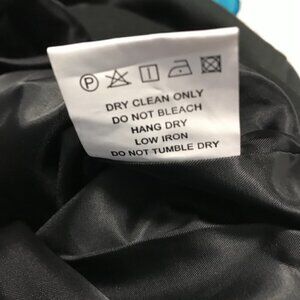 P
DRY CLEAN ONLY
DO NOT BLEACH
HANG DRY
LOW IRON
DO NOT TUMBLE DRY